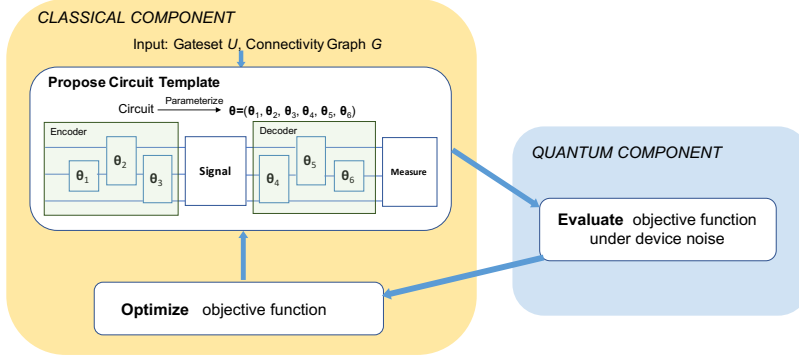 CLASSICAL COMPONENT
Input: Gateset U, Connectivity Graph G
Propose Circuit Template
Circuit Parameterize θ=(θ1, θ2, θ3, θ4, θ5, θ6)
Encoder
Decoder
θ1
θ2
θ3
Signal
θ4
θ5
θ6
Measure
Optimize objective function
QUANTUM COMPONENT
Evaluate objective function
under device noise